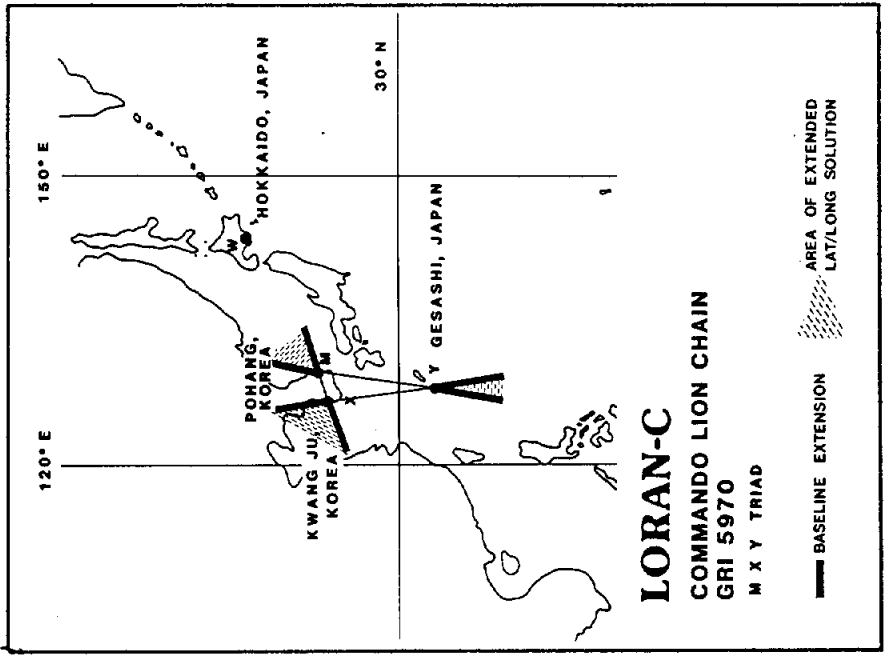 120° E
150° E
POHANG,
KOREA
M
HOKKAIDO, JAPAN
W
KWANG JU,
KOREA
X
30° N
Y GESASHI, JAPAN
LORAN-C
COMMANDO LION CHAIN
GRI 5970
M X Y TRIAD
BASELINE EXTENSION
AREA OF EXTENDED
LAT/LONG SOLUTION